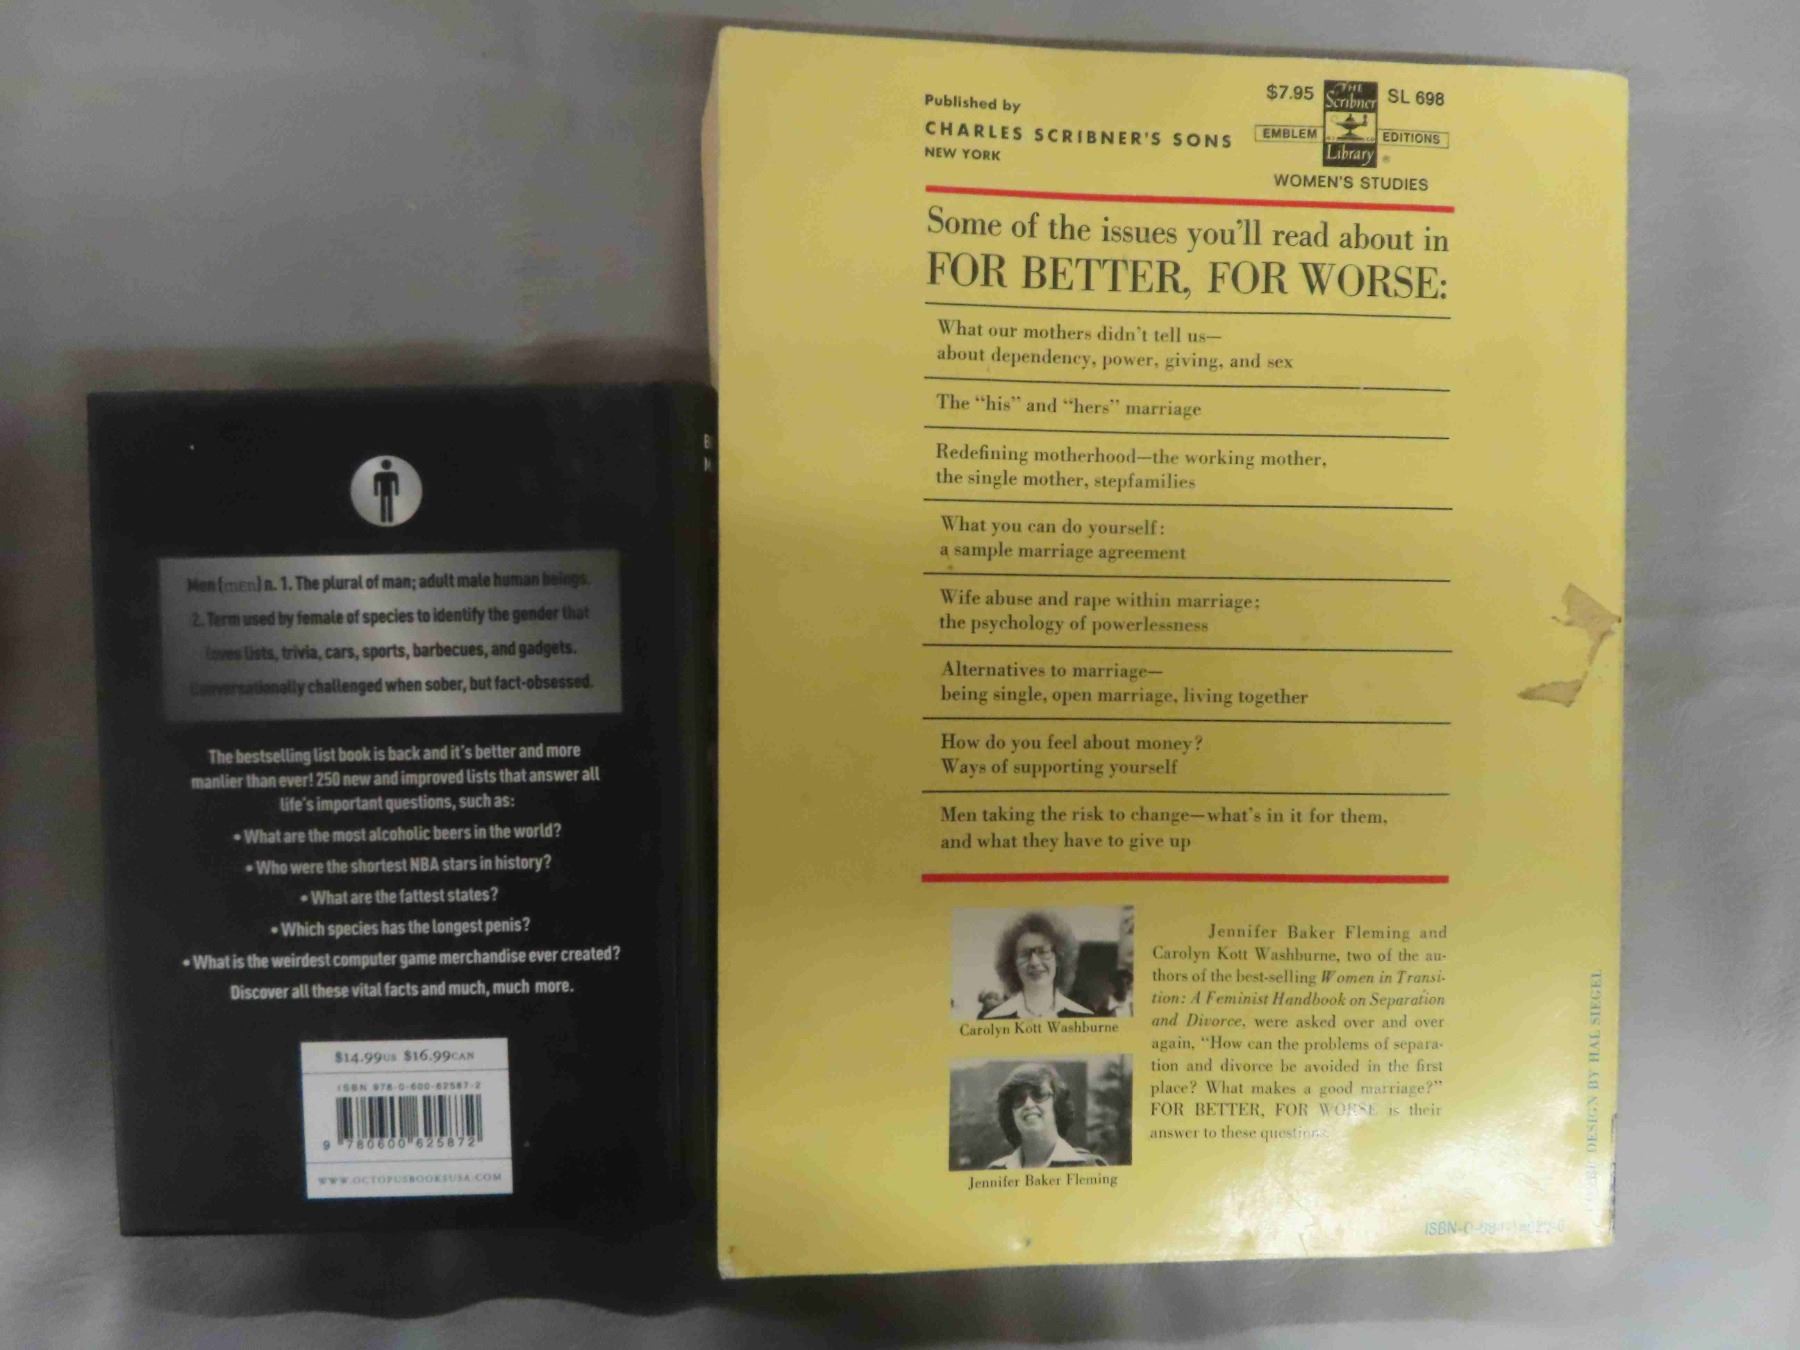 Men (mɛn) n. 1. The plural of man; adult male human beings.
2. Term used by female of species to identify the gender that
loves lists, trivia, cars, sports, barbecues, and gadgets.
Conversationally challenged when sober, but fact-obsessed.
The bestselling list book is back and it's better and more
manlier than ever! 250 new and improved lists that answer all
life's important questions, such as:
• What are the most alcoholic beers in the world?
• Who were the shortest NBA stars in history?
• What are the fattest states?
• Which species has the longest penis?
• What is the weirdest computer game merchandise ever created?
Discover all these vital facts and much, much more.
$14.99US $16.99CAN
ISBN 978-0-600-62587-2
9 780600 625872
WWW.OCTOPUSBOOKSUSA.COM
Published by
CHARLES SCRIBNER'S SONS
NEW YORK
$7.95 THE SL 698
Scribner
EMBLEM EDITIONS
Library ®
WOMEN'S STUDIES
Some of the issues you'll read about in
FOR BETTER, FOR WORSE:
What our mothers didn't tell us—
about dependency, power, giving, and sex
The "his" and "hers" marriage
Redefining motherhood—the working mother,
the single mother, stepfamilies
What you can do yourself:
a sample marriage agreement
Wife abuse and rape within marriage;
the psychology of powerlessness
Alternatives to marriage—
being single, open marriage, living together
How do you feel about money?
Ways of supporting yourself
Men taking the risk to change—what's in it for them,
and what they have to give up
Carolyn Kott Washburne
Jennifer Baker Fleming
Jennifer Baker Fleming and
Carolyn Kott Washburne, two of the au-
thors of the best-selling Women in Transi-
tion: A Feminist Handbook on Separation
and Divorce, were asked over and over
again, "How can the problems of separa-
tion and divorce be avoided in the first
place? What makes a good marriage?"
FOR BETTER, FOR WORSE is their
answer to these questions.
DESIGN BY HAL SIEGEL